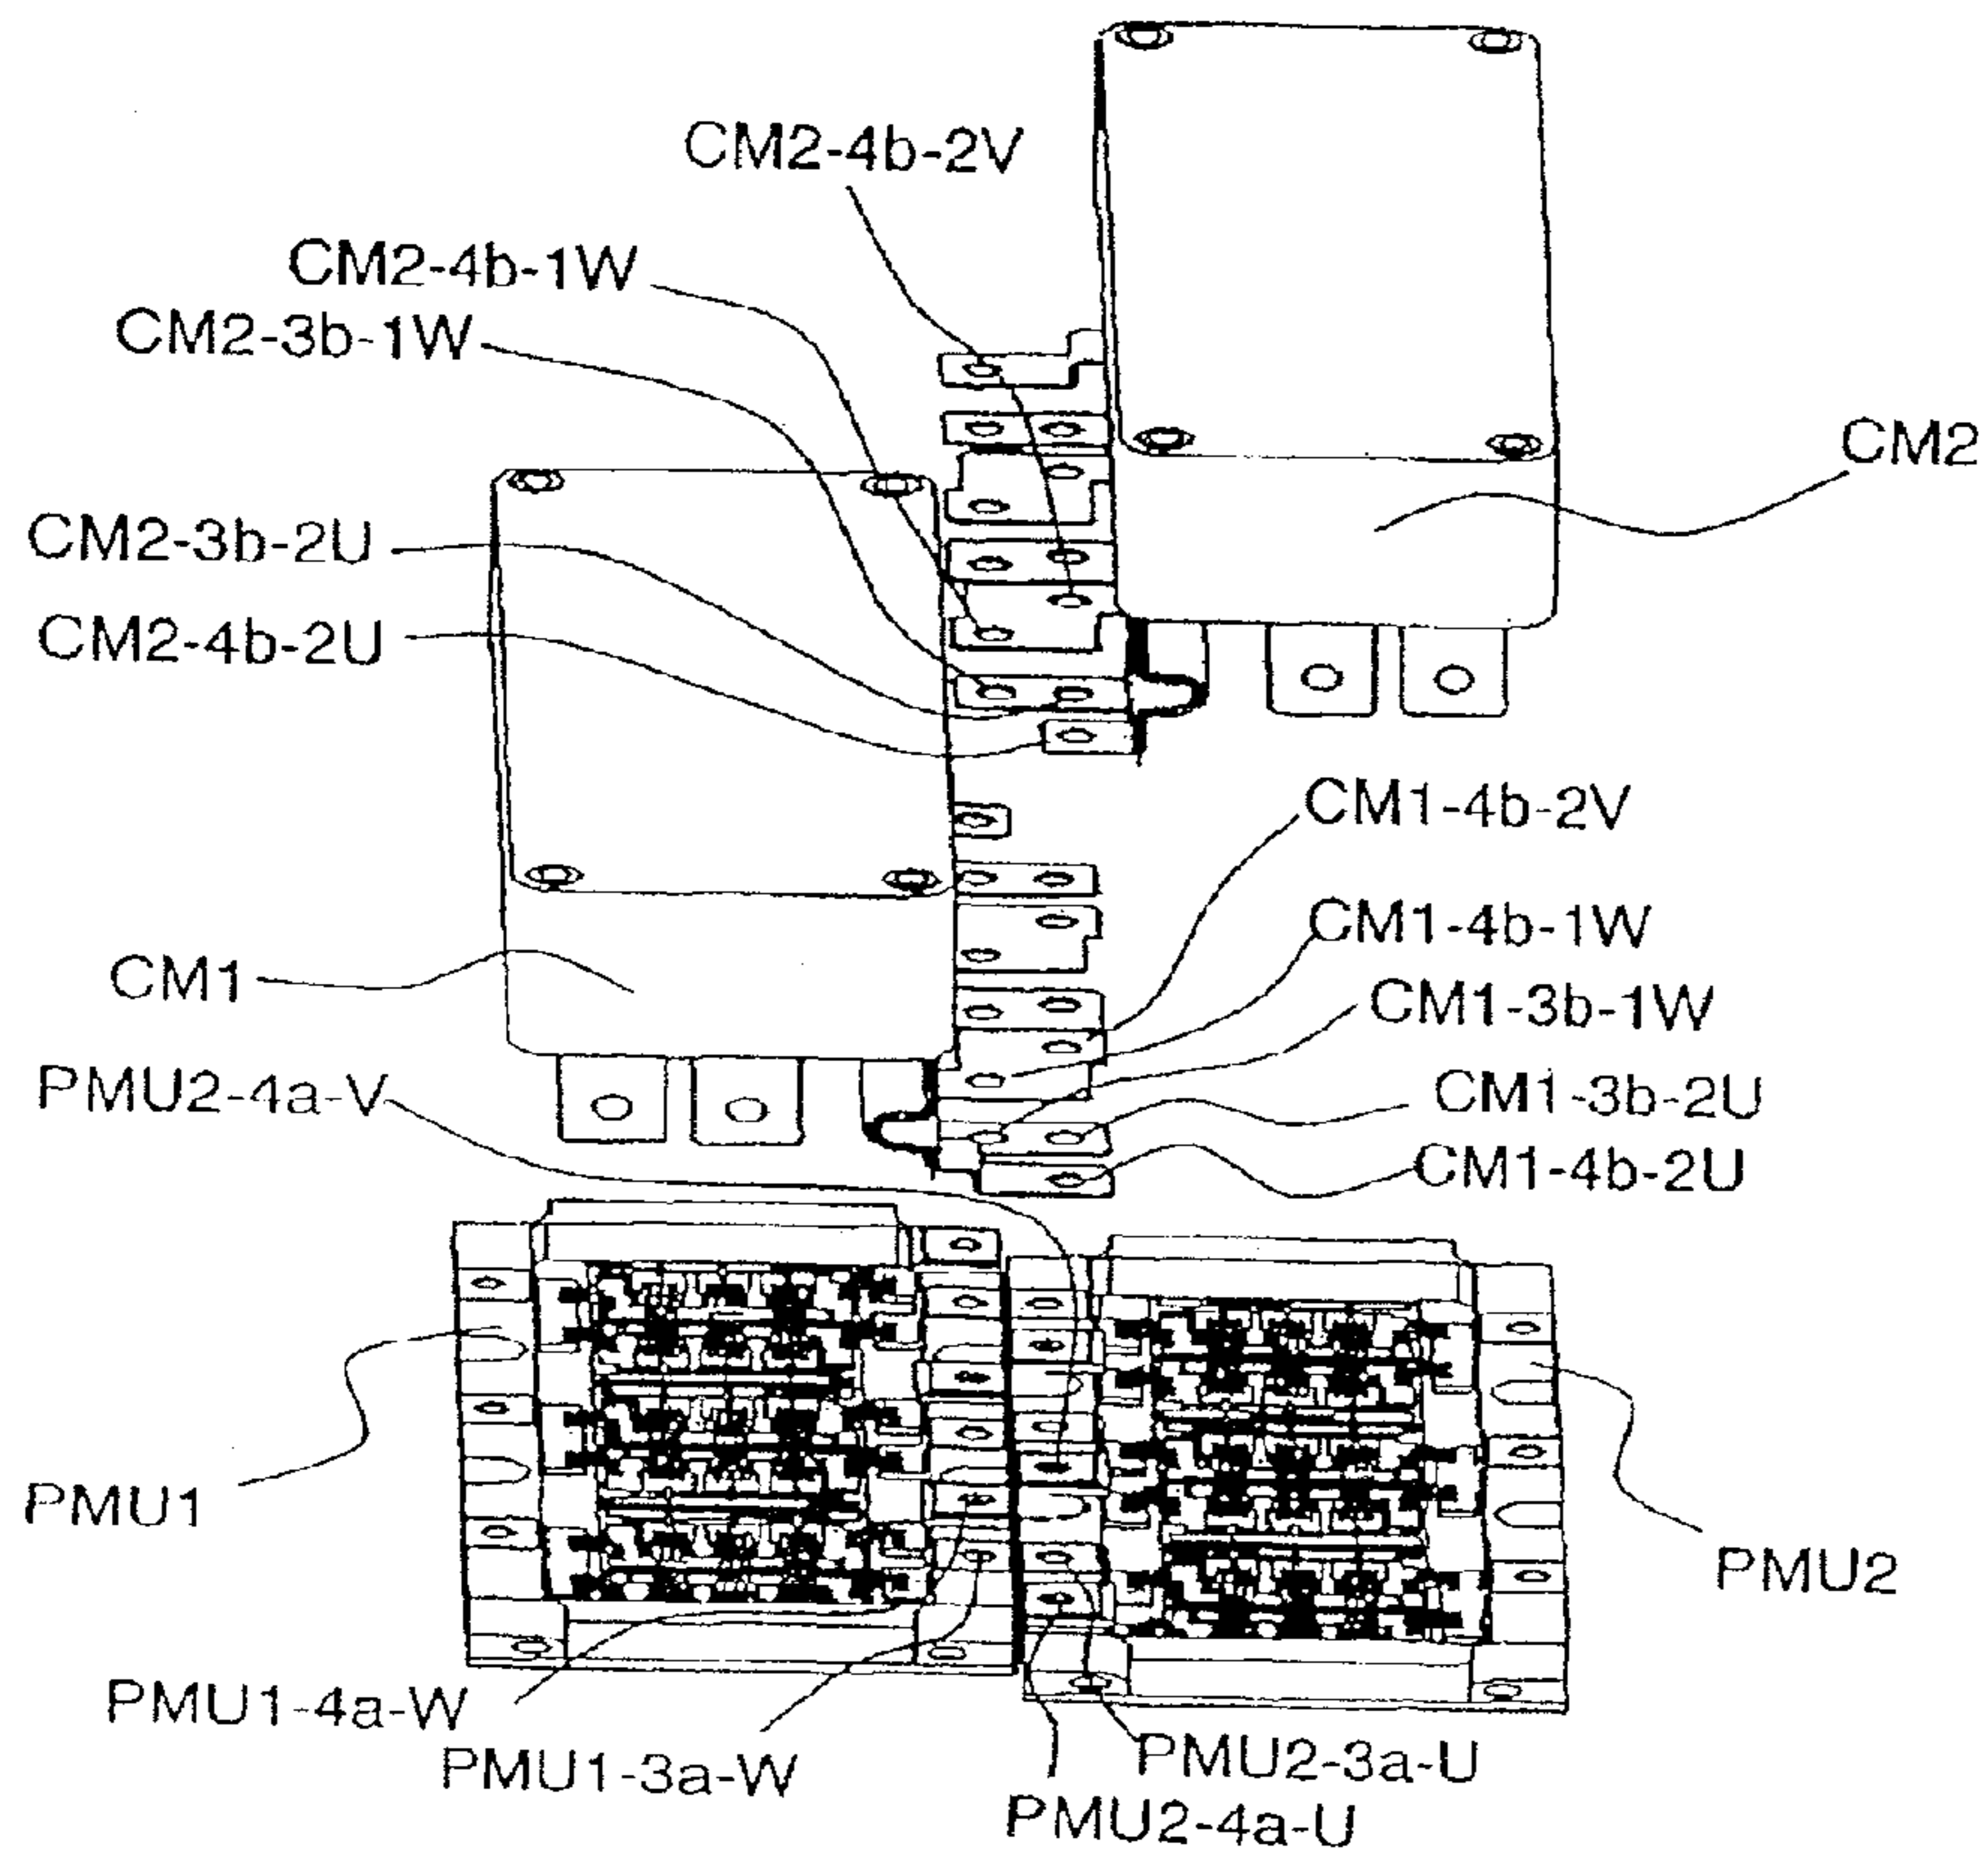 CM2-4b-2V
CM2-4b-1W
CM2-3b-1W
CM2
CM2-3b-2U
CM2-4b-2U
CM1-4b-2V
CM1-4b-1W
CM1
CM1-3b-1W
PMU2-4a-V
CM1-3b-2U
CM1-4b-2U
PMU1
PMU2
PMU1-4a-W
PMU1-3a-W
PMU2-3a-U
PMU2-4a-U